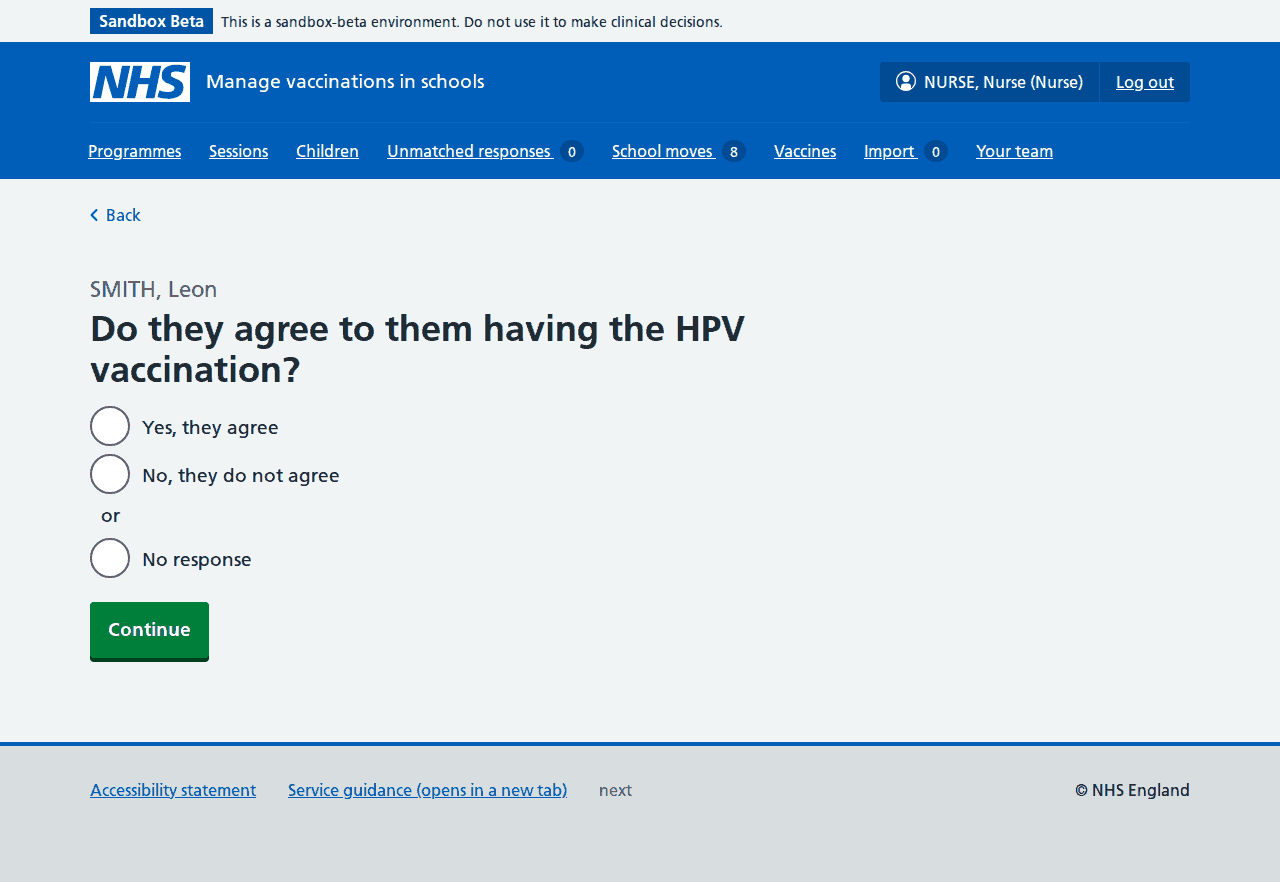 Sandbox Beta This is a sandbox-beta environment. Do not use it to make clinical decisions.
NHS Manage vaccinations in schools NURSE, Nurse (Nurse) Log out
Programmes Sessions Children Unmatched responses 0 School moves 8 Vaccines Import 0 Your team
Back
SMITH, Leon
Do they agree to them having the HPV
vaccination?
Yes, they agree
No, they do not agree
or
No response
Continue
Accessibility statement Service guidance (opens in a new tab) next © NHS England